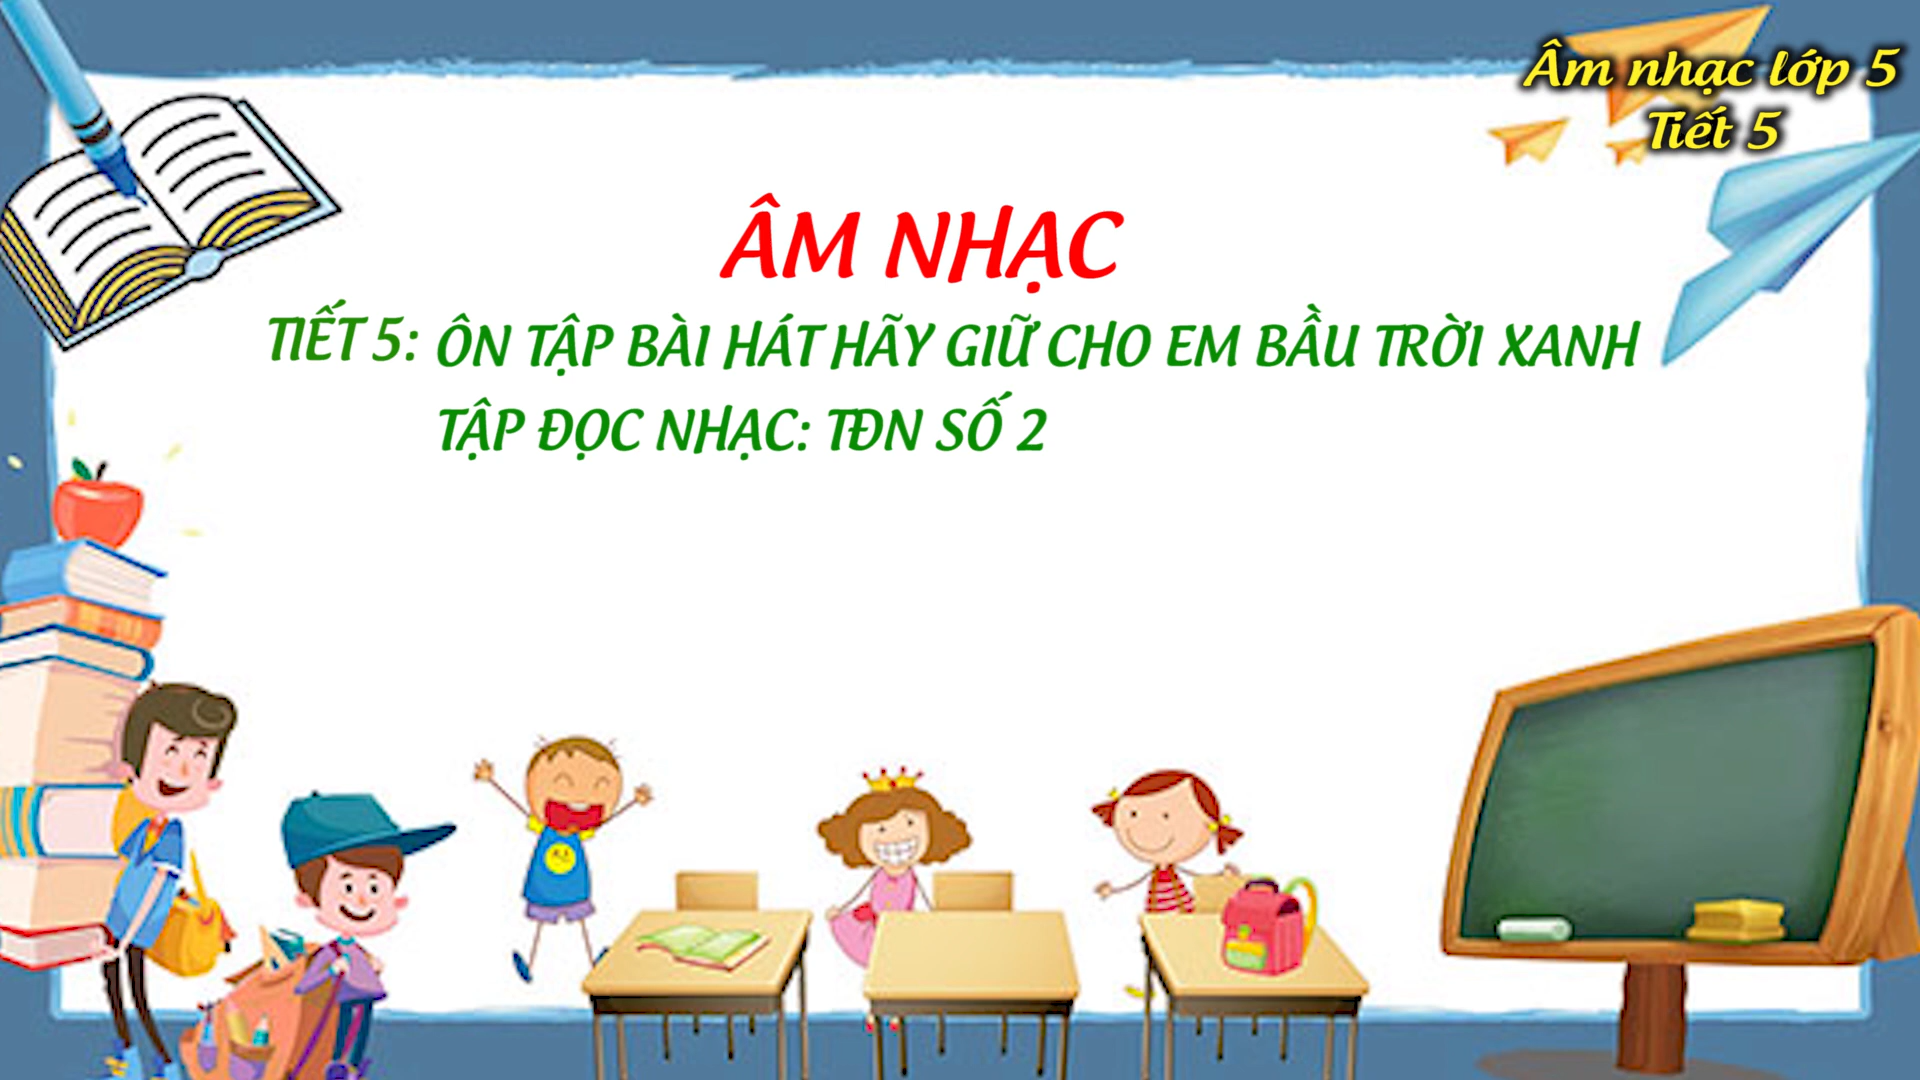 Âm nhạc lớp 5
Tiết 5
ÂM NHẠC
TIẾT 5: ÔN TẬP BÀI HÁT HÃY GIỮ CHO EM BẦU TRỜI XANH
TẬP ĐỌC NHẠC: TĐN SỐ 2